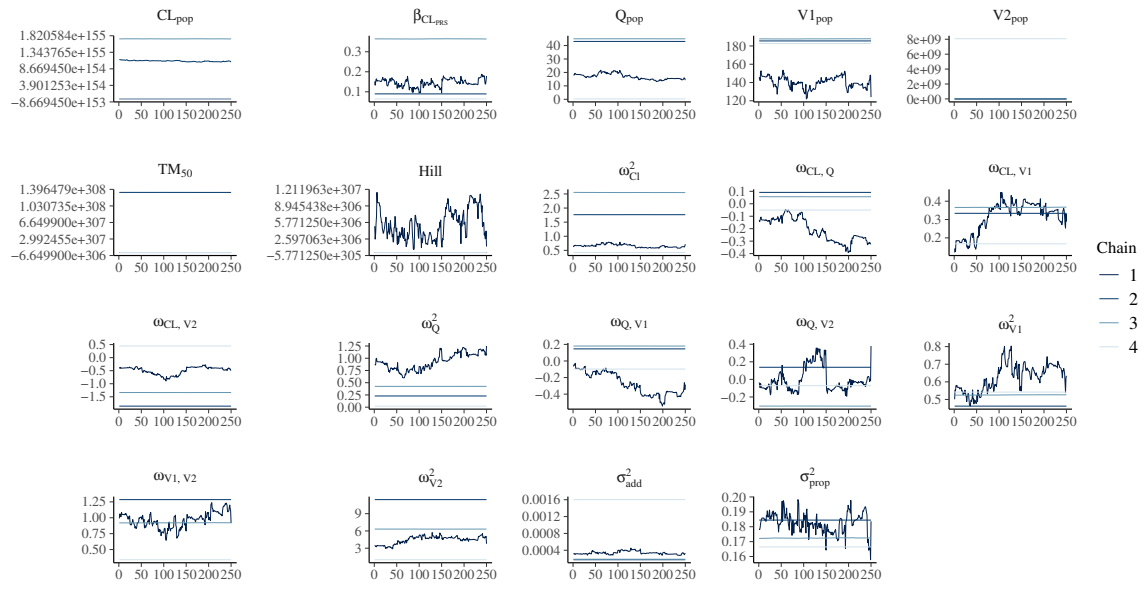 CLpop
βCLPRS
Qpop
V1pop
V2pop
1.820584e+155
1.343765e+155
8.669450e+154
3.901253e+154
−8.669450e+153
0 50 100 150 200 250
0.3
0.2
0.1
0 50 100 150 200 250
40
30
20
10
0
0 50 100 150 200 250
180
160
140
120
0 50 100 150 200 250
8e+09
6e+09
4e+09
2e+09
0e+00
0 50 100 150 200 250
TM50
Hill
ω²Cl
ωCL, Q
ωCL, V1
1.396479e+308
1.030735e+308
6.649900e+307
2.992455e+307
−6.649900e+306
0 50 100 150 200 250
1.211963e+307
8.945438e+306
5.771250e+306
2.597063e+306
−5.771250e+305
0 50 100 150 200 250
2.5
2.0
1.5
1.0
0.5
0 50 100 150 200 250
0.1
0.0
−0.1
−0.2
−0.3
−0.4
0 50 100 150 200 250
0.4
0.3
0.2
0 50 100 150 200 250
Chain
1
2
3
4
ωCL, V2
ω²Q
ωQ, V1
ωQ, V2
ω²V1
0.5
0.0
−0.5
−1.0
−1.5
0 50 100 150 200 250
1.25
1.00
0.75
0.50
0.25
0.00
0 50 100 150 200 250
0.2
0.0
−0.2
−0.4
0 50 100 150 200 250
0.4
0.2
0.0
−0.2
0 50 100 150 200 250
0.8
0.7
0.6
0.5
0 50 100 150 200 250
ωV1, V2
ω²V2
σ²add
σ²prop
1.25
1.00
0.75
0.50
0 50 100 150 200 250
9
6
3
0 50 100 150 200 250
0.0016
0.0012
0.0008
0.0004
0 50 100 150 200 250
0.20
0.19
0.18
0.17
0.16
0 50 100 150 200 250